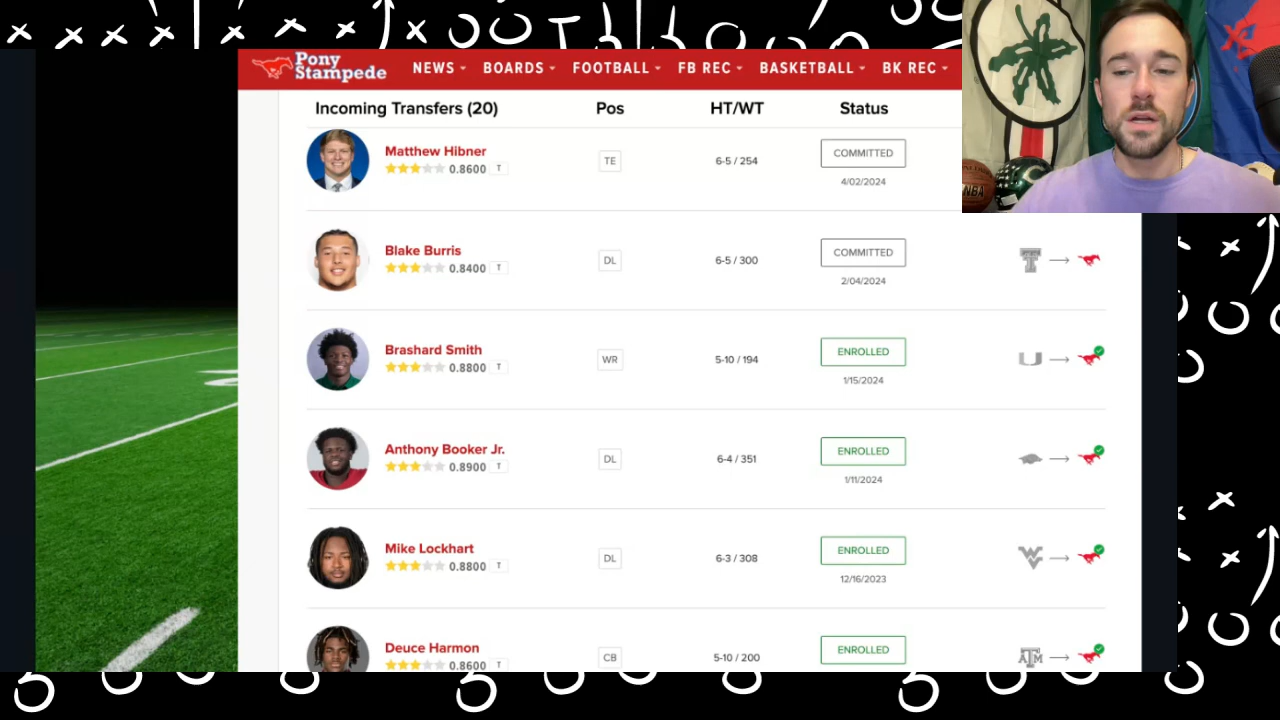 Pony
Stampede
NEWS BOARDS FOOTBALL FB REC BASKETBALL BK REC
Incoming Transfers (20) Pos HT/WT Status
Matthew Hibner
0.8600 T
TE
6-5 / 254
COMMITTED
4/02/2024
Blake Burris
0.8400 T
DL
6-5 / 300
COMMITTED
2/04/2024
Brashard Smith
0.8800 T
WR
5-10 / 194
ENROLLED
1/15/2024
Anthony Booker Jr.
0.8900 T
DL
6-4 / 351
ENROLLED
1/11/2024
Mike Lockhart
0.8800 T
DL
6-3 / 308
ENROLLED
12/16/2023
WV
Deuce Harmon
0.8600 T
CB
5-10 / 200
ENROLLED
ATM
NBA